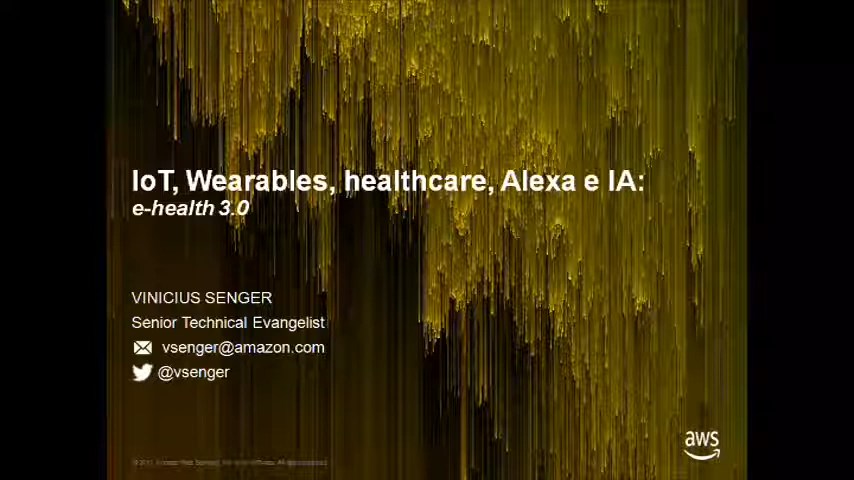 IoT, Wearables, healthcare, Alexa e IA:
e-health 3.0
VINICIUS SENGER
Senior Technical Evangelist
vsenger@amazon.com
@vsenger
aws